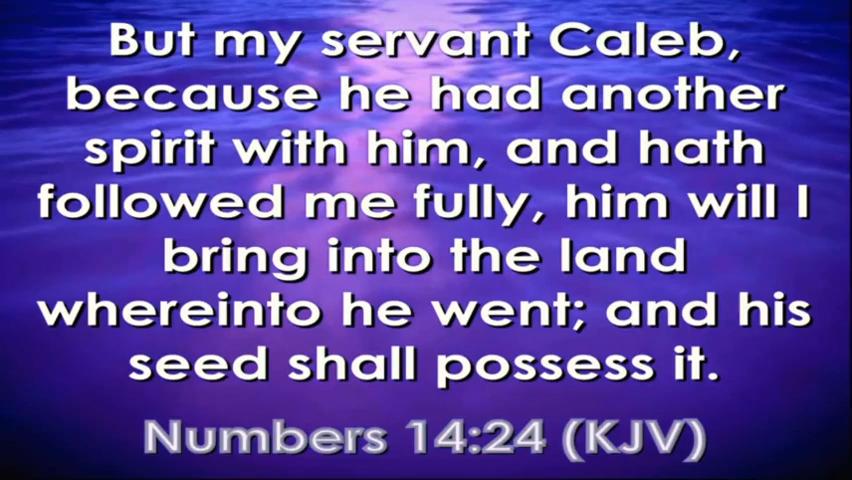 But my servant Caleb,
because he had another
spirit with him, and hath
followed me fully, him will I
bring into the land
whereinto he went; and his
seed shall possess it.
Numbers 14:24 (KJV)